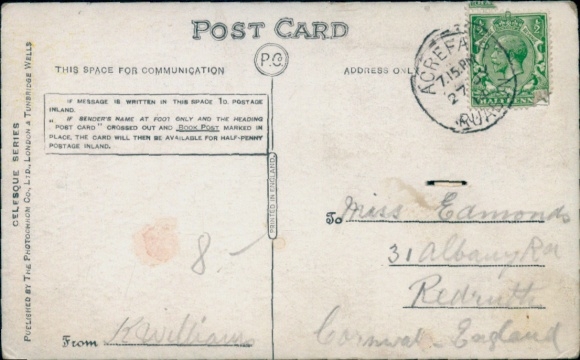 POST CARD
P.C.
THIS SPACE FOR COMMUNICATION
ADDRESS ONLY
IF MESSAGE IS WRITTEN IN THIS SPACE 1D. POSTAGE
INLAND.
"IF SENDER'S NAME AT FOOT ONLY AND THE HEADING
"POST CARD" CROSSED OUT AND BOOK POST MARKED IN
PLACE, THE CARD WILL THEN BE AVAILABLE FOR HALF-PENNY
POSTAGE INLAND.
CELESQUE SERIES
PUBLISHED BY THE PHOTOCHROM CO., LTD., LONDON & TUNBRIDGE WELLS
PRINTED IN ENGLAND
ACREFAIR
7.15 PM
27
RUABON
HALFPENNY
To Miss Edmonds
31 Albany Rd
Redruth
Cornwal - England
8 -
From K Williams